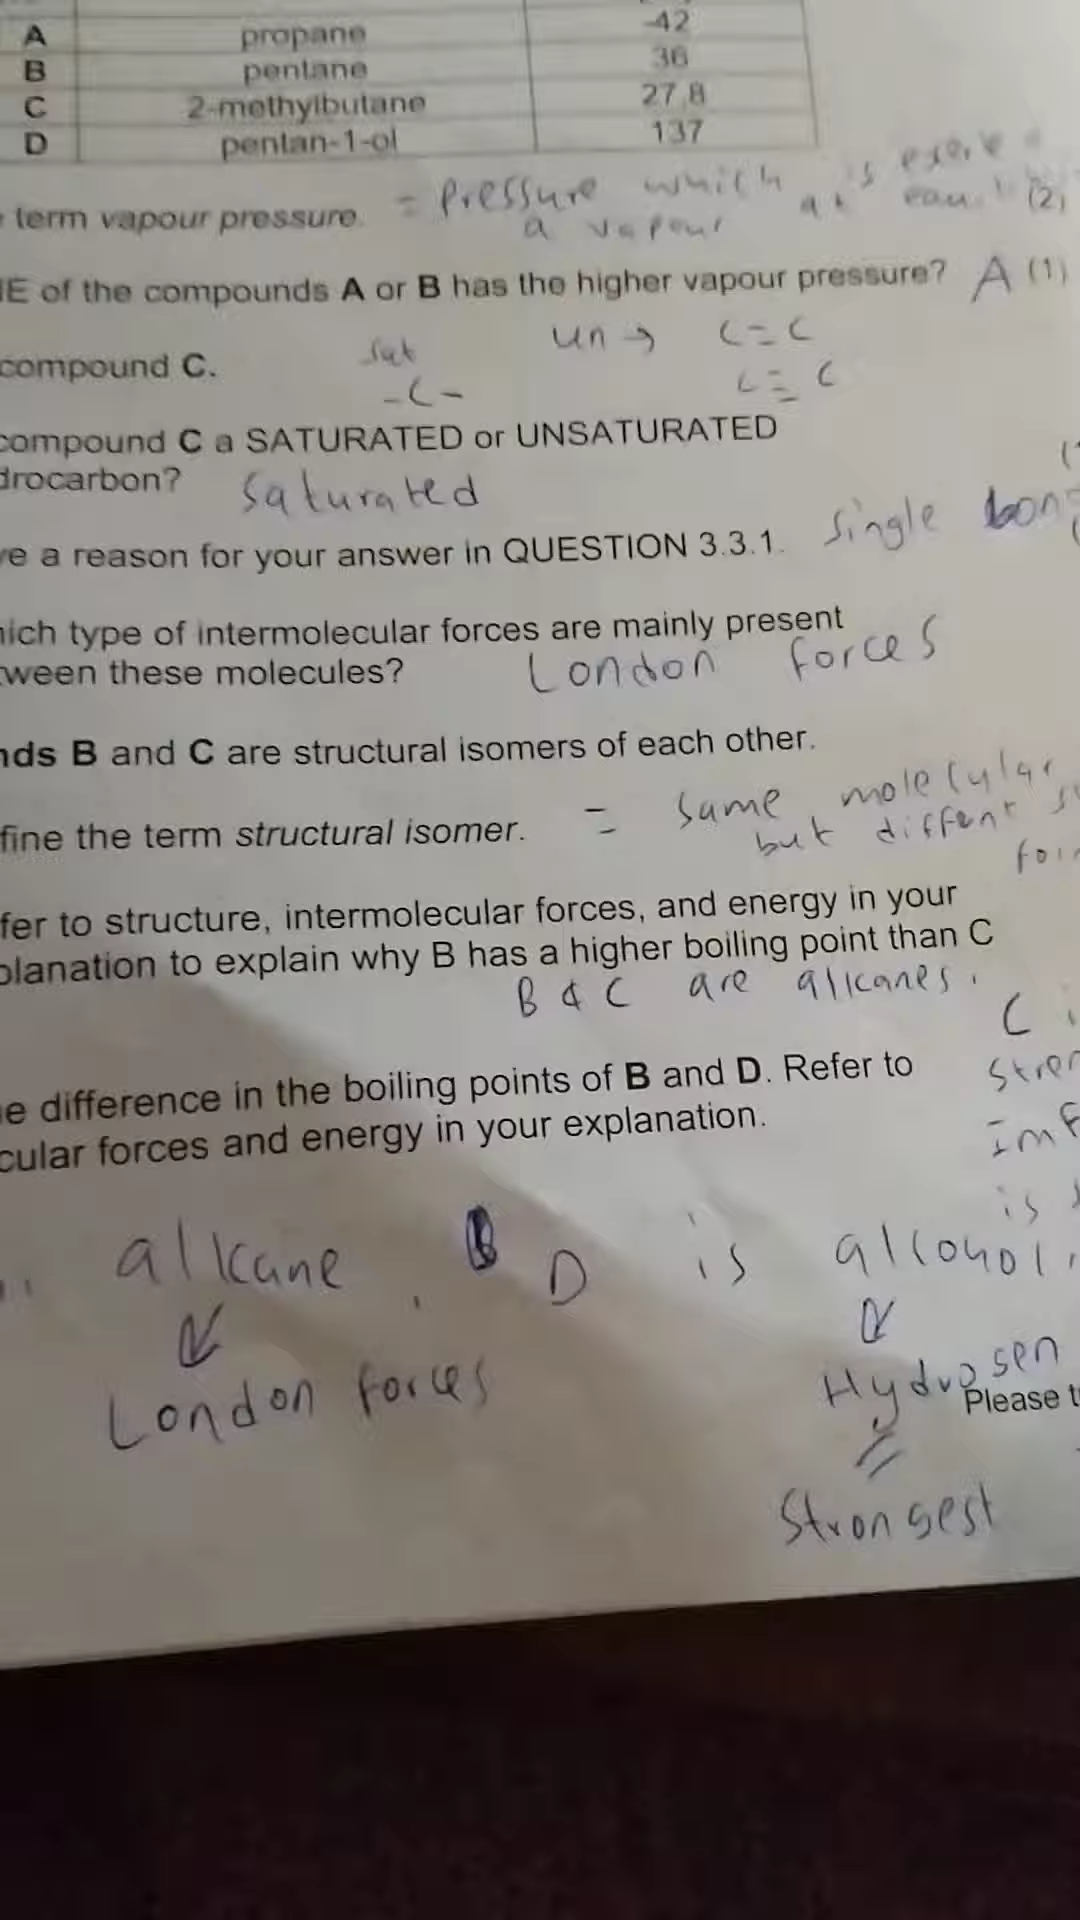 A propane -42
B pentane 36
C 2-methylbutane 27,8
D pentan-1-ol 137
term vapour pressure. = Pressure which
a vapour (2)
E of the compounds A or B has the higher vapour pressure? A (1)
sat un → C=C
compound C. -C- C≡C
compound C a SATURATED or UNSATURATED
drocarbon? Saturated
ve a reason for your answer in QUESTION 3.3.1. Single bon
hich type of intermolecular forces are mainly present
ween these molecules? London forces
nds B and C are structural isomers of each other.
fine the term structural isomer. = same molecular
but diffent
fer to structure, intermolecular forces, and energy in your
planation to explain why B has a higher boiling point than C
B & C are alkanes.
C
e difference in the boiling points of B and D. Refer to
cular forces and energy in your explanation.
ImF
is
alkane. D is alcohol.
London forces Hydrogen
Please t
Strongest